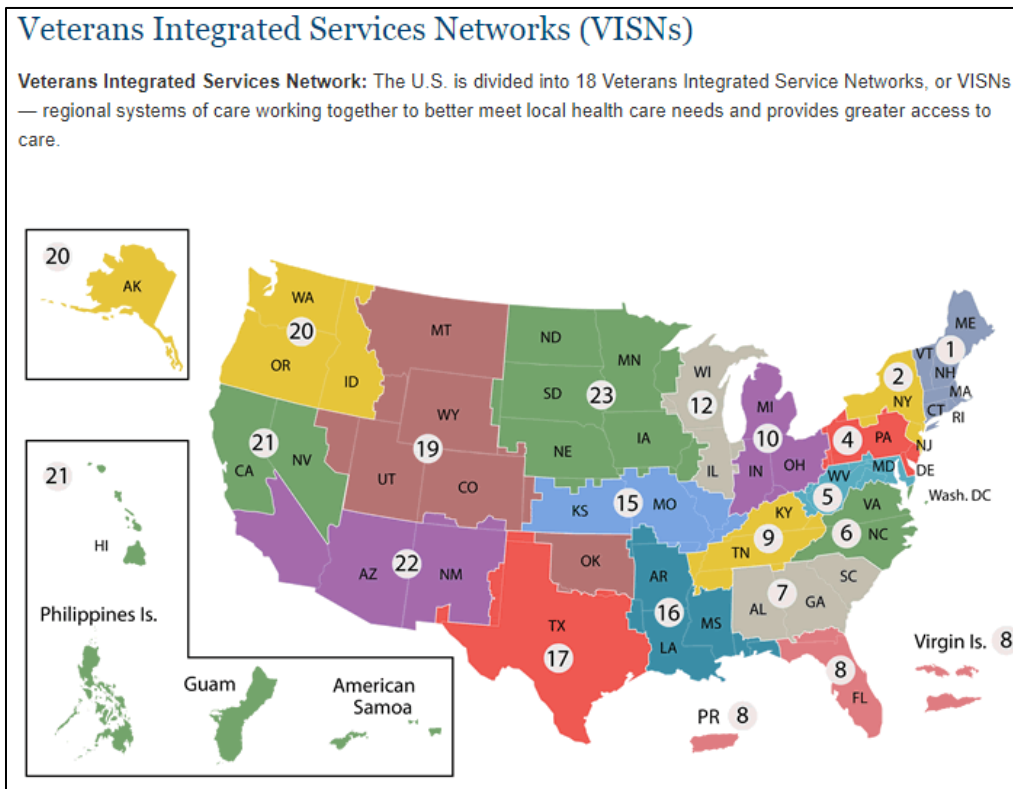 Veterans Integrated Services Networks (VISNs)
Veterans Integrated Services Network: The U.S. is divided into 18 Veterans Integrated Service Networks, or VISNs
— regional systems of care working together to better meet local health care needs and provides greater access to
care.
20
AK
WA
20
OR
ID
MT
WY
19
UT
CO
ND
MN
SD
23
NE
IA
WI
12
IL
MI
10
IN
OH
ME
1
VT
NH
MA
CT
RI
2
NY
4
PA
NJ
DE
MD
WV
5
Wash. DC
VA
6
NC
21
CA
NV
KS
15
MO
KY
9
TN
22
AZ
NM
OK
AR
16
MS
LA
SC
7
AL
GA
TX
17
8
FL
Virgin Is. 8
PR 8
21
HI
Philippines Is.
Guam
American
Samoa